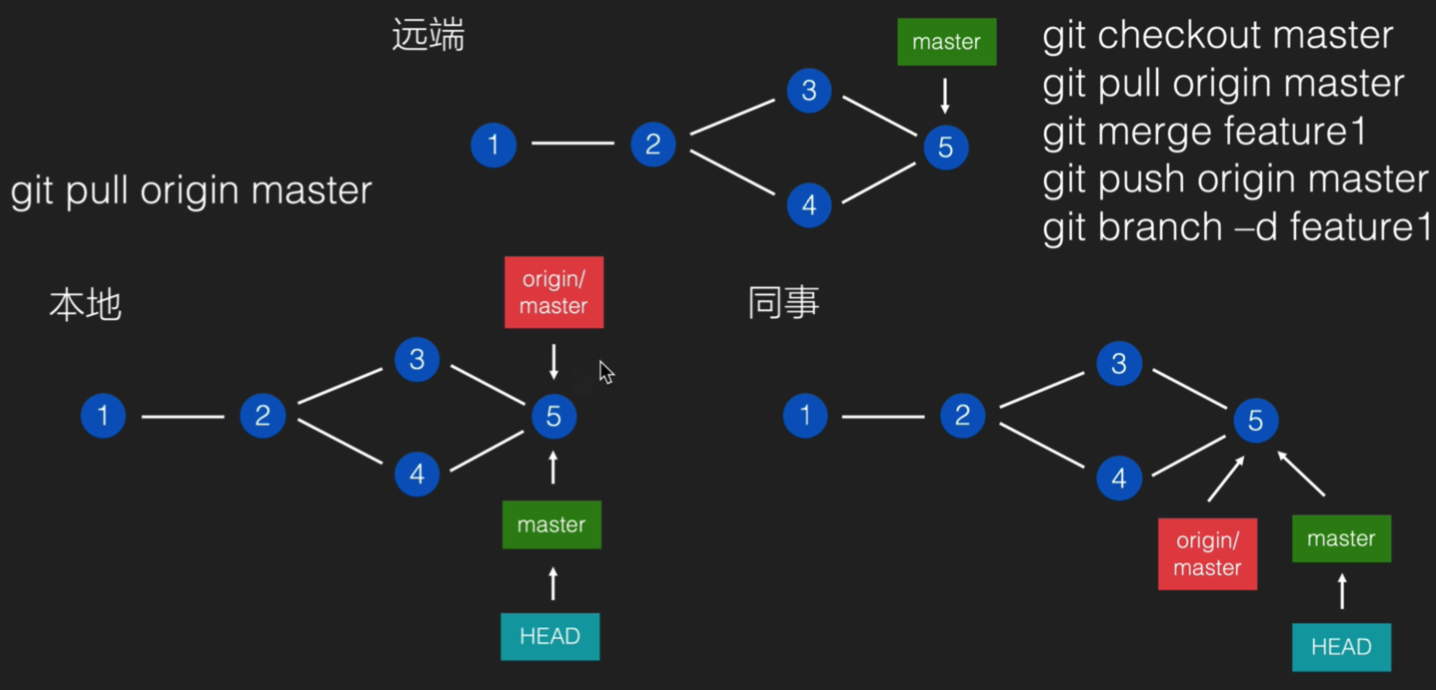 远端
master
git checkout master
git pull origin master
git merge feature1
git push origin master
git branch –d feature1
3
1
2
5
4
git pull origin master
本地
origin/
master
3
1
2
5
4
master
HEAD
同事
3
1
2
5
4
origin/
master
master
HEAD